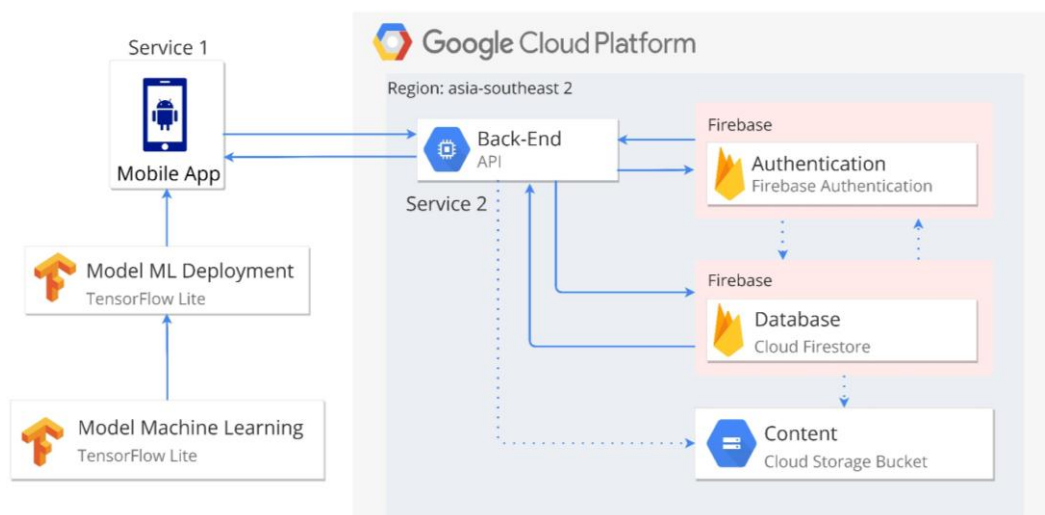 Google Cloud Platform
Region: asia-southeast 2
Service 1
Mobile App
Back-End
API
Service 2
Firebase
Authentication
Firebase Authentication
Model ML Deployment
TensorFlow Lite
Firebase
Database
Cloud Firestore
Model Machine Learning
TensorFlow Lite
Content
Cloud Storage Bucket